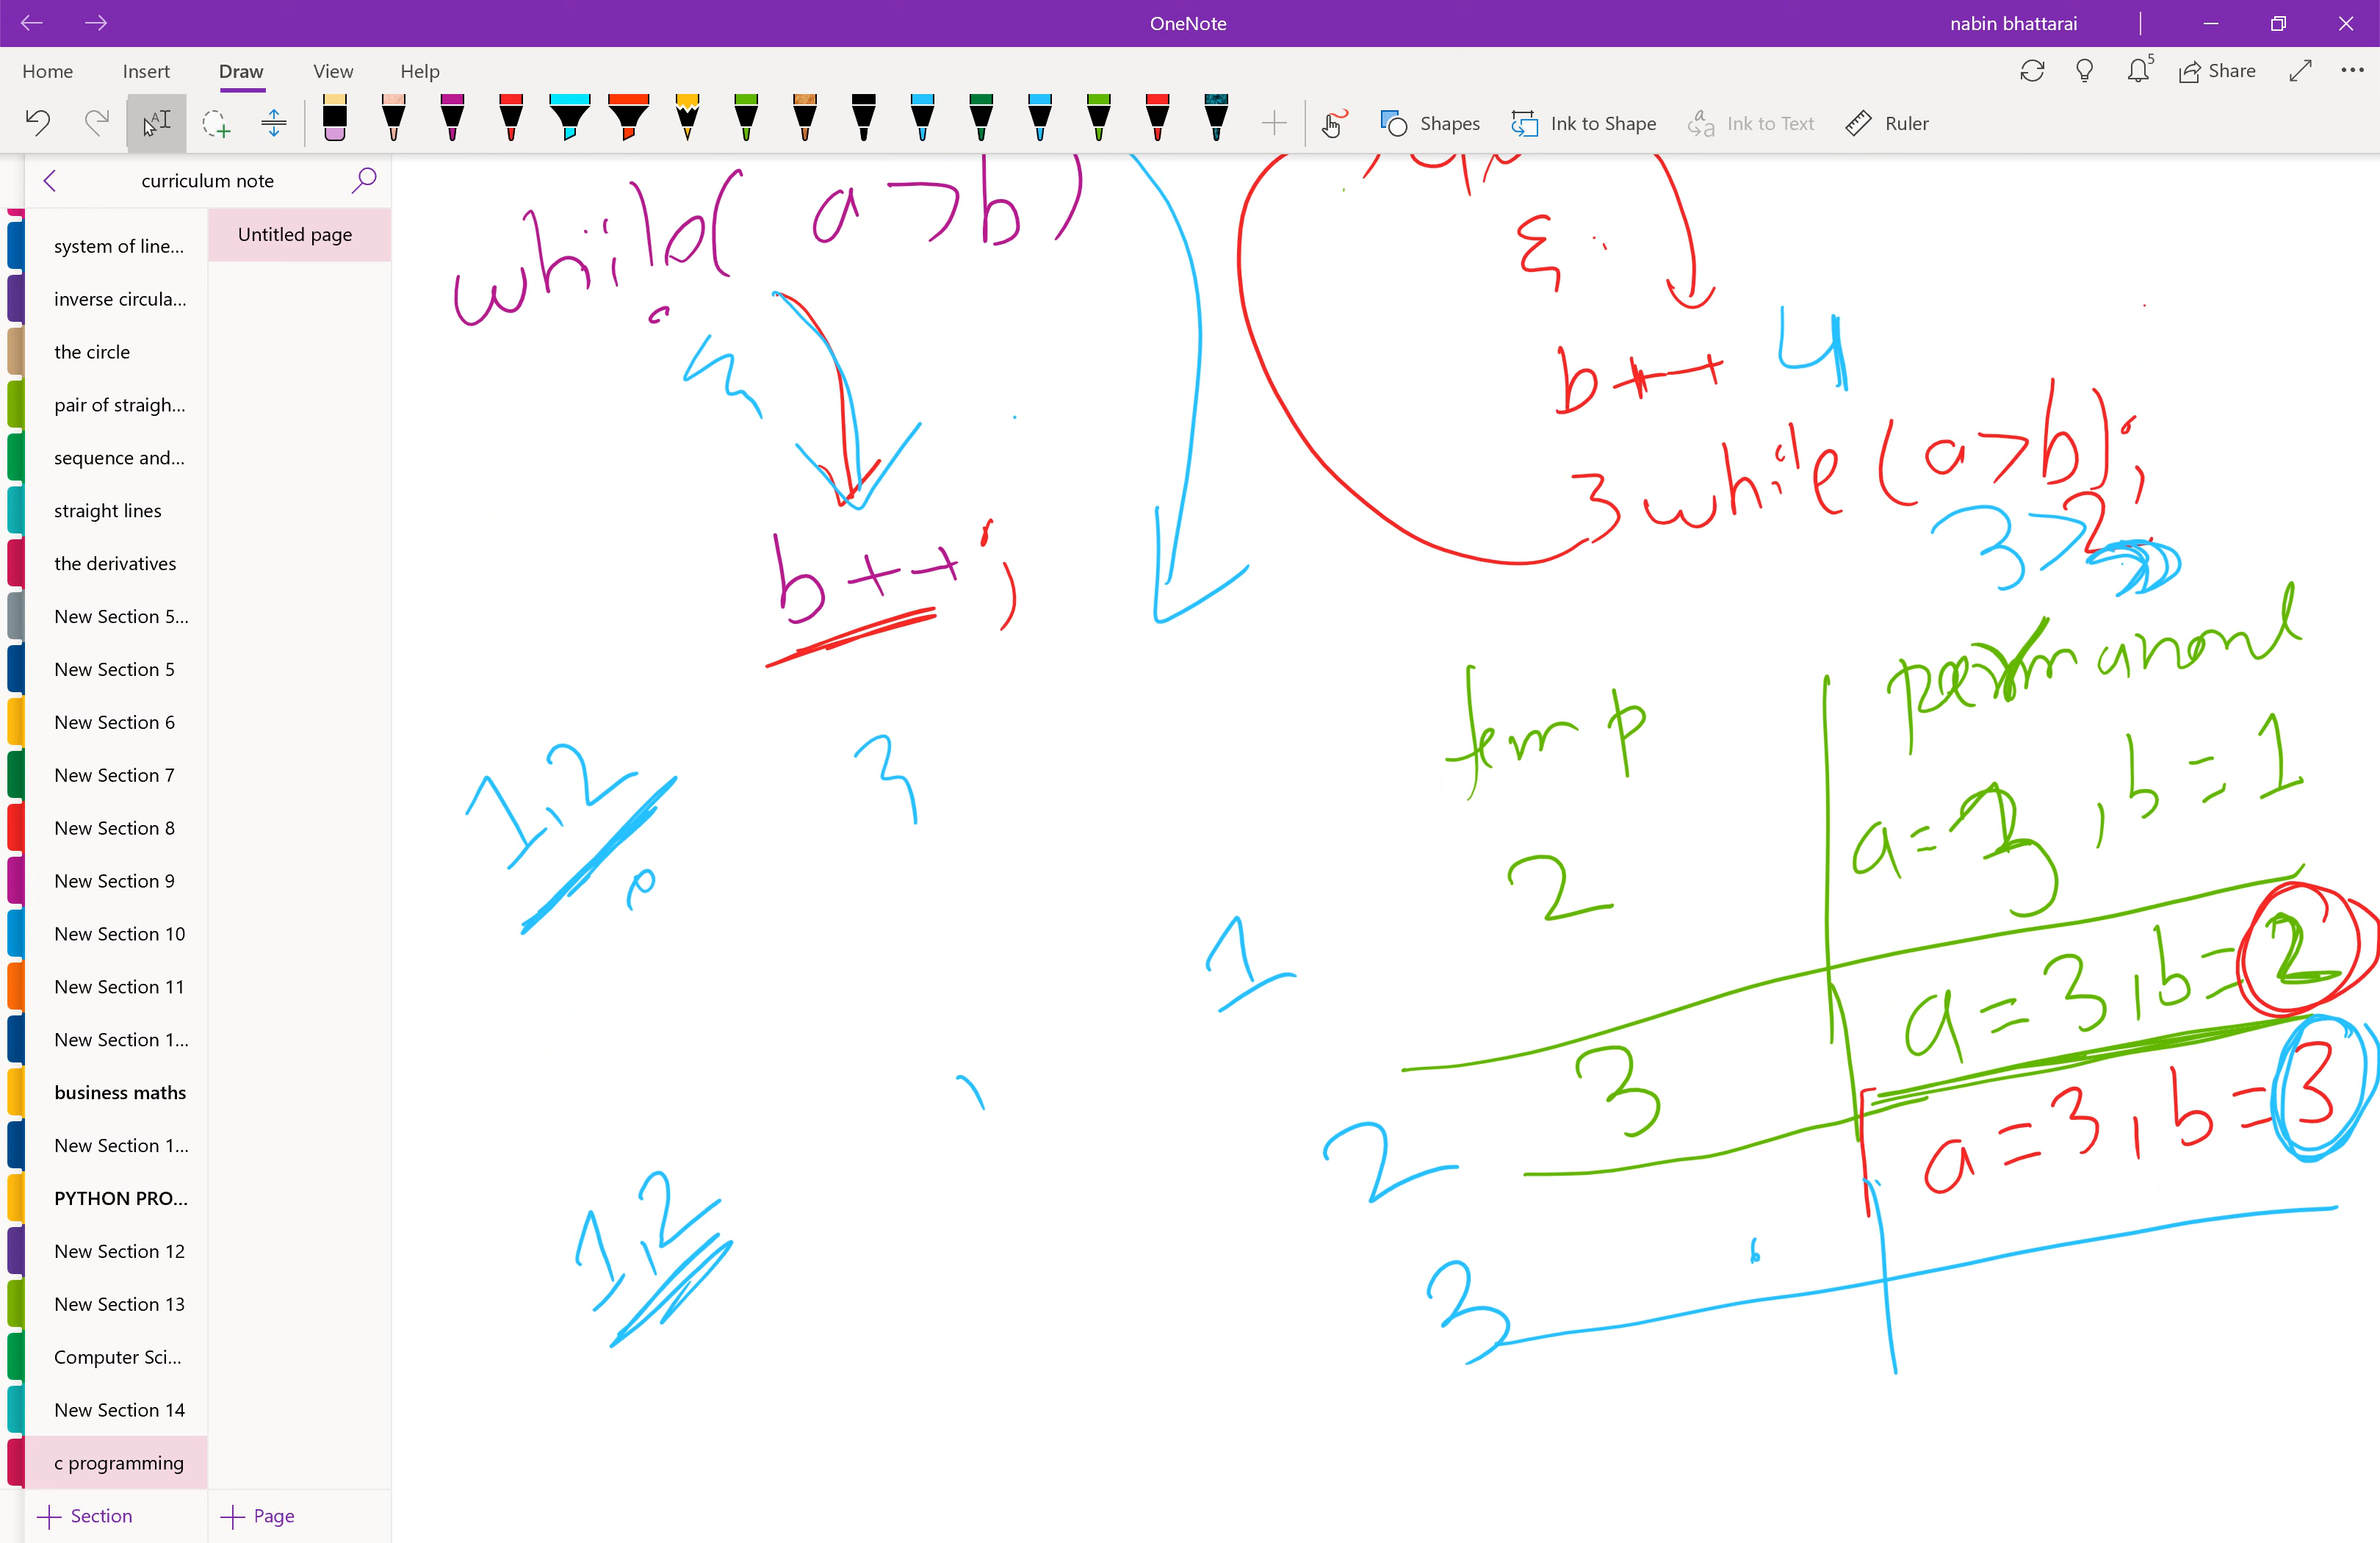 OneNote
nabin bhattarai
Home Insert Draw View Help
5 Share
Shapes Ink to Shape Ink to Text Ruler
curriculum note
Untitled page
system of line...
inverse circula...
the circle
pair of straigh...
sequence and...
straight lines
the derivatives
New Section 5...
New Section 5
New Section 6
New Section 7
New Section 8
New Section 9
New Section 10
New Section 11
New Section 1...
business maths
New Section 1...
PYTHON PRO...
New Section 12
New Section 13
Computer Sci...
New Section 14
c programming
Section
Page
while( a>b)
{
b++;
1,2
}
1
1,2
{
b++ 4
} while (a>b);
3>2
temp
2
3
a= 3, b=1
a=3, b=2
a=3, b=3
2
3